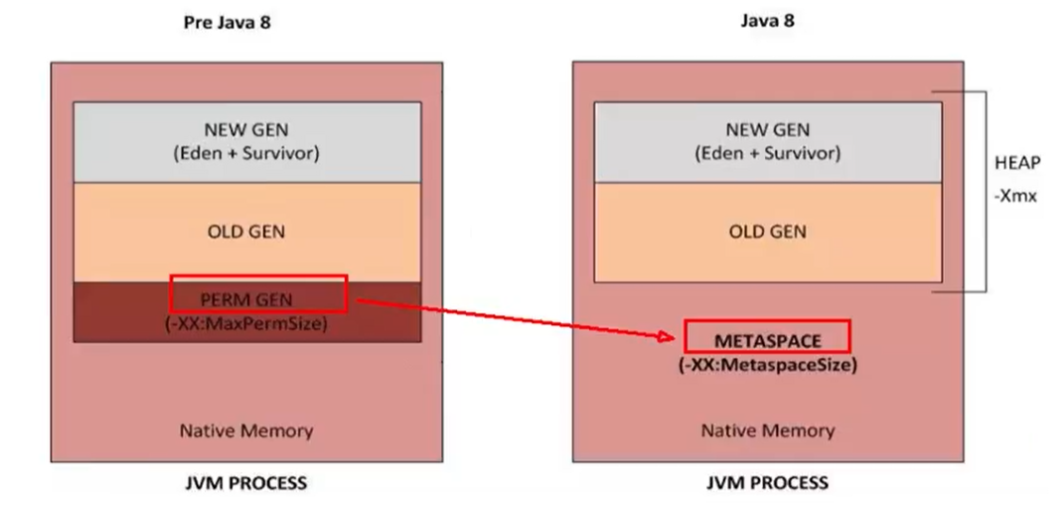 Pre Java 8
NEW GEN
(Eden + Survivor)
OLD GEN
PERM GEN
(-XX:MaxPermSize)
Native Memory
JVM PROCESS
Java 8
NEW GEN
(Eden + Survivor)
OLD GEN
HEAP
-Xmx
METASPACE
(-XX:MetaspaceSize)
Native Memory
JVM PROCESS